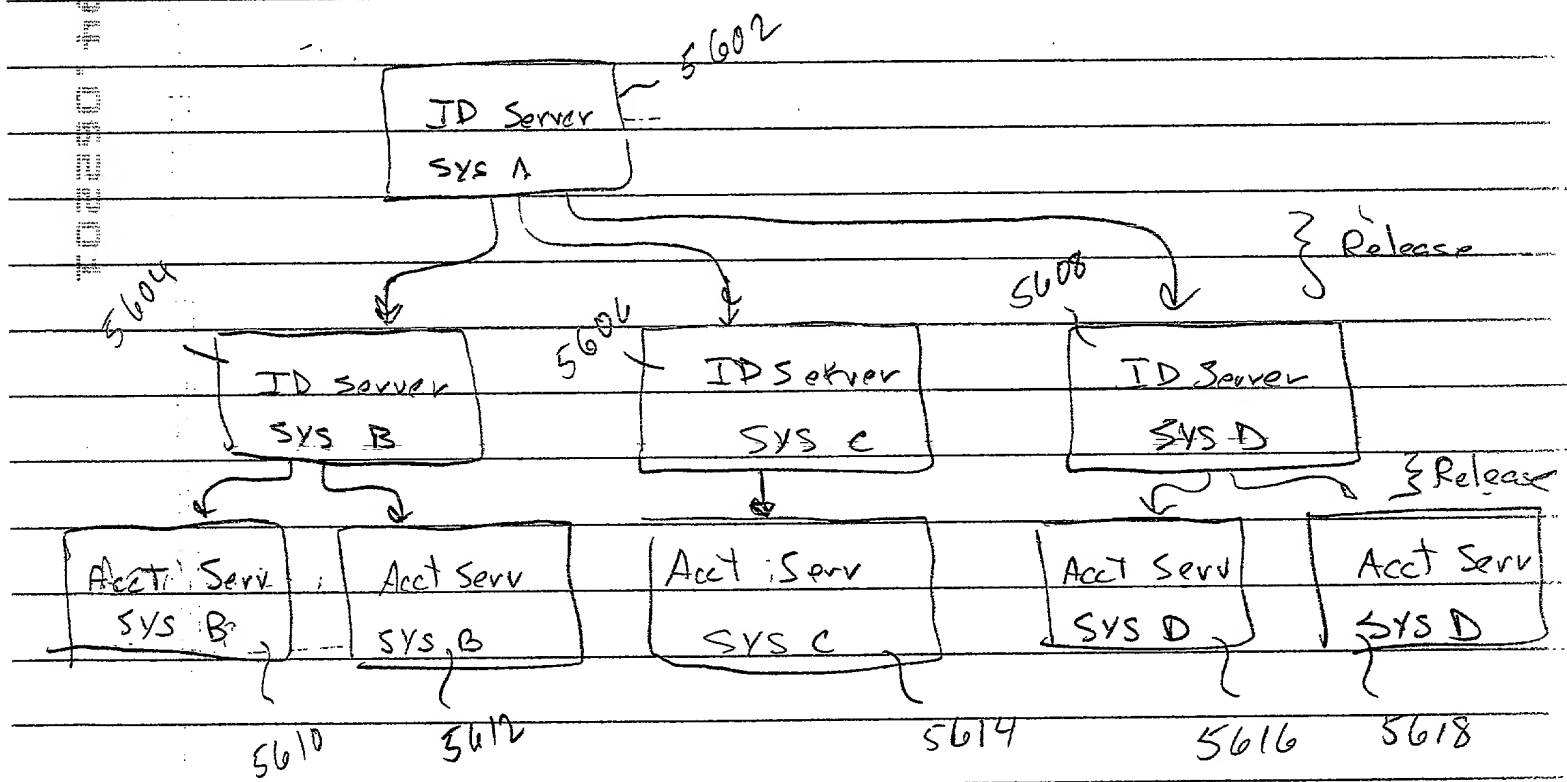 5602
ID Server
SYS A
} Release
5604
5606
5608
ID Server
SYS B
ID Server
SYS C
ID Server
SYS D
} Release
Acct Serv
SYS B
Acct Serv
SYS B
Acct Serv
SYS C
Acct Serv
SYS D
Acct Serv
SYS D
5610
5612
5614
5616
5618